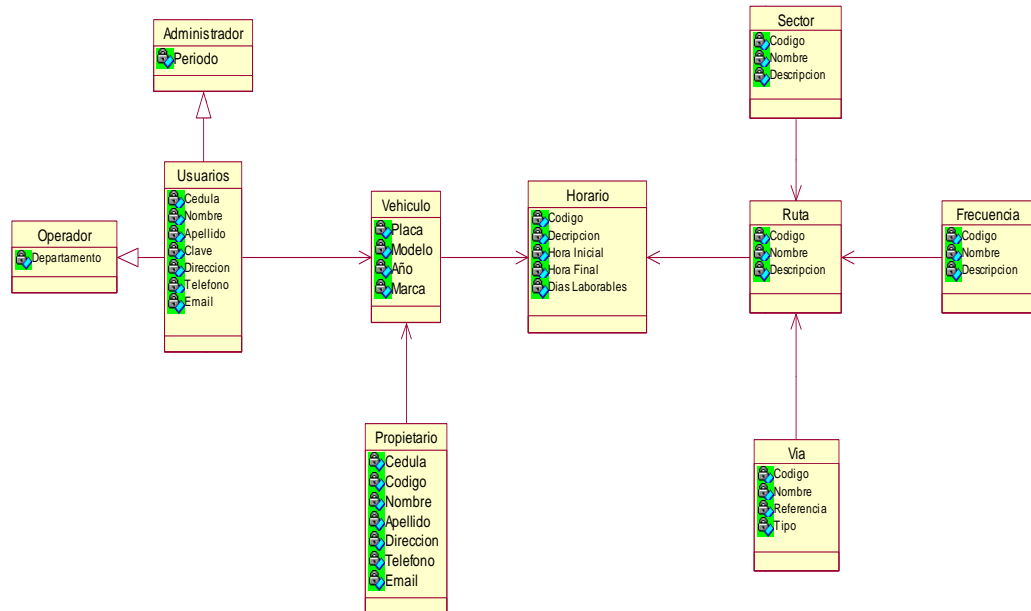 Administrador
Periodo
Sector
Codigo
Nombre
Descripcion
Usuarios
Cedula
Nombre
Apellido
Clave
Direccion
Telefono
Email
Operador
Departamento
Vehiculo
Placa
Modelo
Año
Marca
Horario
Codigo
Decripcion
Hora Inicial
Hora Final
Dias Laborables
Ruta
Codigo
Nombre
Descripcion
Frecuencia
Codigo
Nombre
Descripcion
Propietario
Cedula
Codigo
Nombre
Apellido
Direccion
Telefono
Email
Via
Codigo
Nombre
Referencia
Tipo